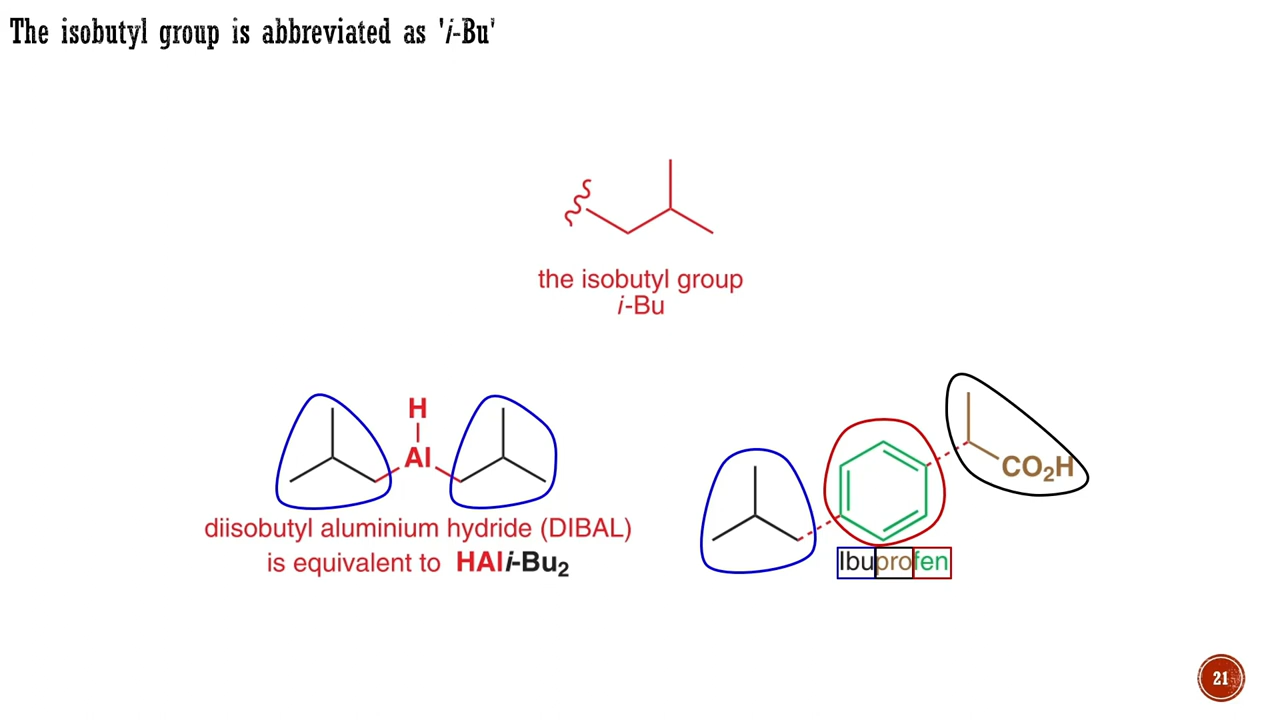 The isobutyl group is abbreviated as 'i-Bu'
the isobutyl group
i-Bu
H
Al
diisobutyl aluminium hydride (DIBAL)
is equivalent to HAli-Bu₂
CO₂H
Ibuprofen
21